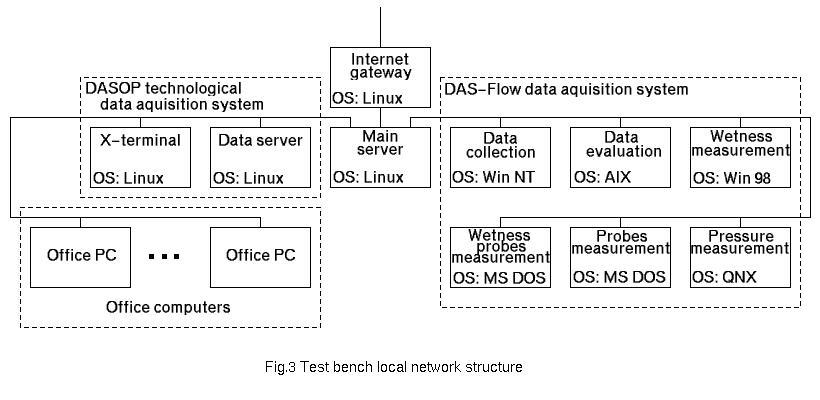 Internet
gateway
OS: Linux
DASOP technological
data aquisition system
DAS-Flow data aquisition system
X-terminal
OS: Linux
Data server
OS: Linux
Main
server
OS: Linux
Data
collection
OS: Win NT
Data
evaluation
OS: AIX
Wetness
measurement
OS: Win 98
Office PC
...
Office PC
Office computers
Wetness
probes
measurement
OS: MS DOS
Probes
measurement
OS: MS DOS
Pressure
measurement
OS: QNX
Fig.3 Test bench local network structure